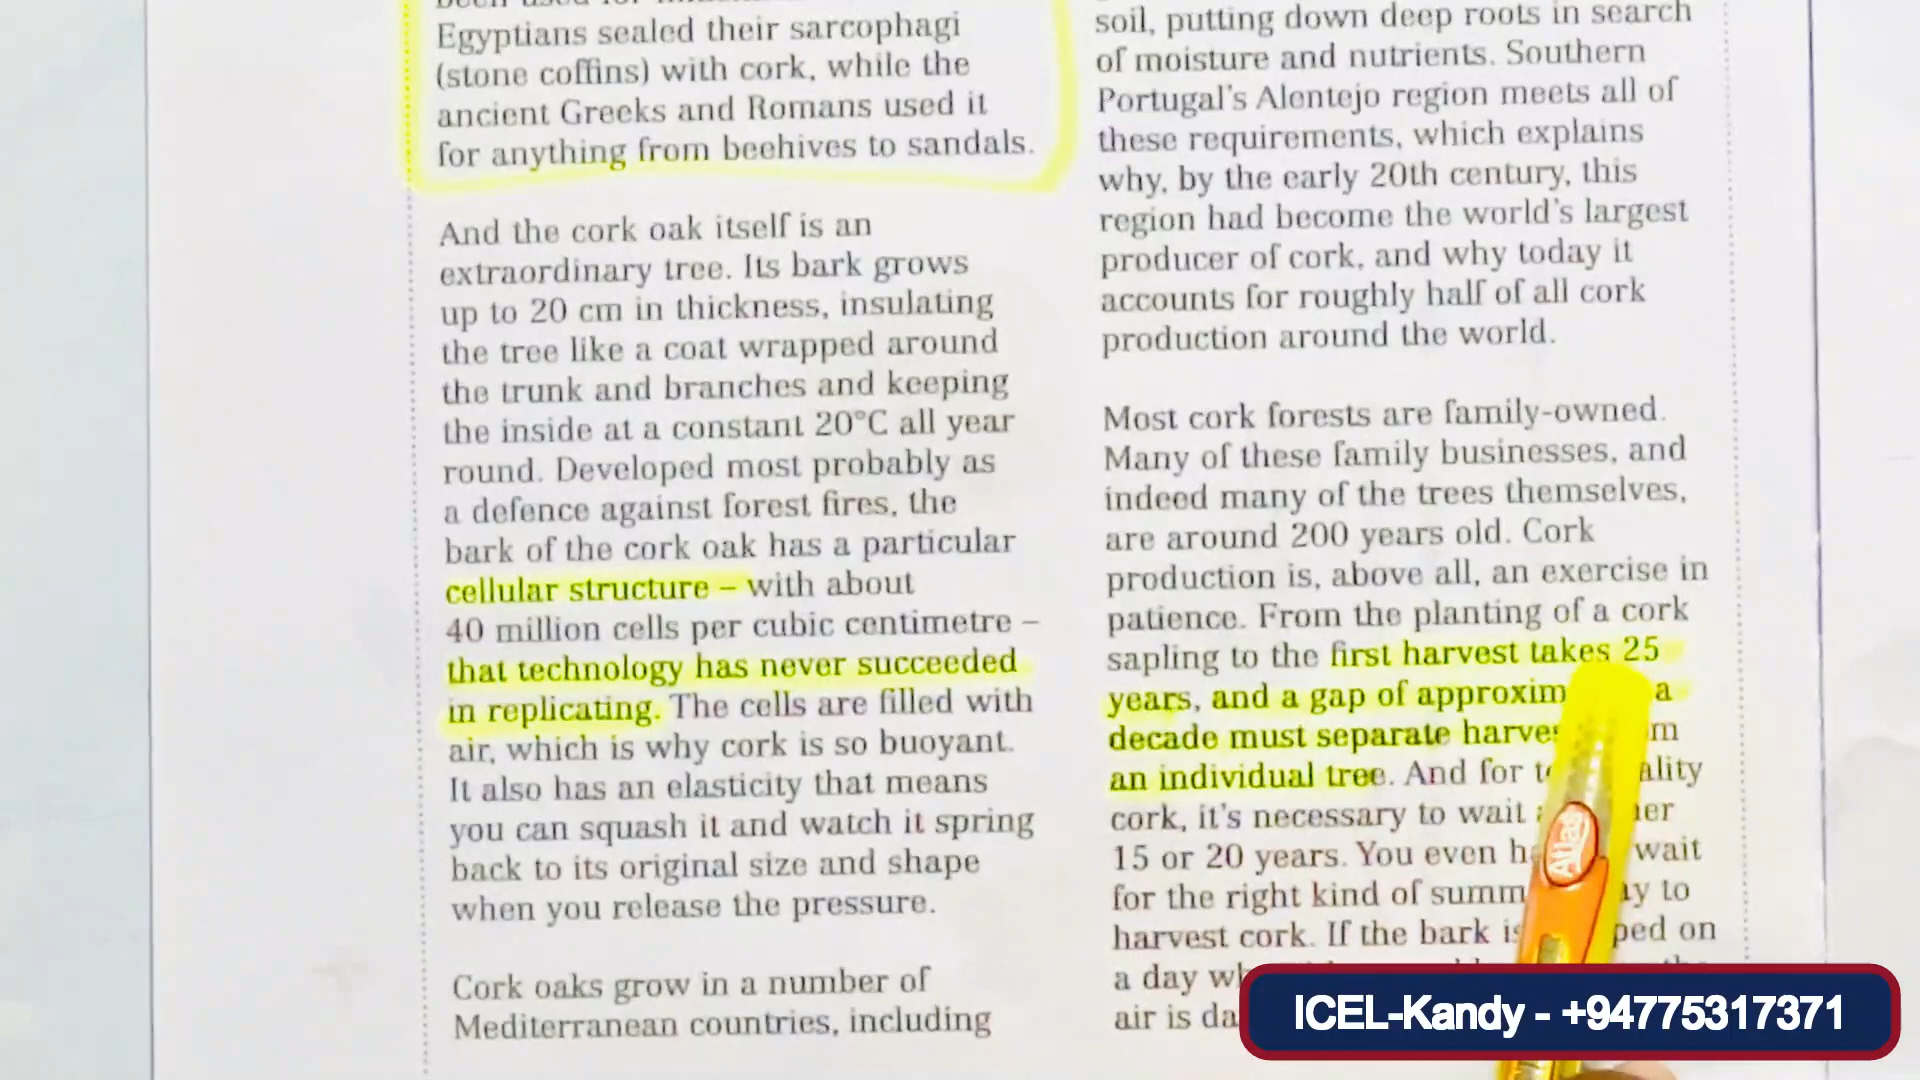 Egyptians sealed their sarcophagi
(stone coffins) with cork, while the
ancient Greeks and Romans used it
for anything from beehives to sandals.
And the cork oak itself is an
extraordinary tree. Its bark grows
up to 20 cm in thickness, insulating
the tree like a coat wrapped around
the trunk and branches and keeping
the inside at a constant 20°C all year
round. Developed most probably as
a defence against forest fires, the
bark of the cork oak has a particular
cellular structure – with about
40 million cells per cubic centimetre –
that technology has never succeeded
in replicating. The cells are filled with
air, which is why cork is so buoyant.
It also has an elasticity that means
you can squash it and watch it spring
back to its original size and shape
when you release the pressure.
Cork oaks grow in a number of
Mediterranean countries, including
soil, putting down deep roots in search
of moisture and nutrients. Southern
Portugal's Alentejo region meets all of
these requirements, which explains
why, by the early 20th century, this
region had become the world's largest
producer of cork, and why today it
accounts for roughly half of all cork
production around the world.
Most cork forests are family-owned.
Many of these family businesses, and
indeed many of the trees themselves,
are around 200 years old. Cork
production is, above all, an exercise in
patience. From the planting of a cork
sapling to the first harvest takes 25
years, and a gap of a
decade must separate
an individual tree. And for
cork, it's necessary to wait
15 or 20 years. You even wait
for the right kind of to
harvest cork. If the bark on
a day
air is
Atlas
ICEL-Kandy - +94775317371